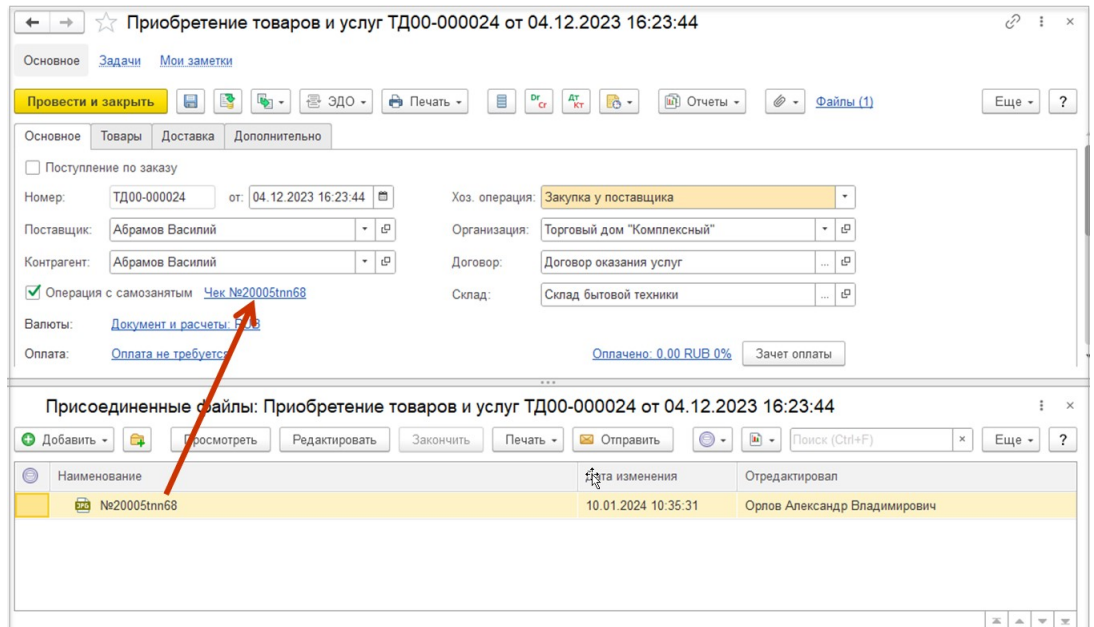 Приобретение товаров и услуг ТД00-000024 от 04.12.2023 16:23:44
Основное Задачи Мои заметки
Провести и закрыть ЭДО Печать Dr Cr Дт Кт Отчеты Файлы (1) Еще ?
Основное Товары Доставка Дополнительно
Поступление по заказу
Номер: ТД00-000024 от: 04.12.2023 16:23:44 Хоз. операция: Закупка у поставщика
Поставщик: Абрамов Василий Организация: Торговый дом "Комплексный"
Контрагент: Абрамов Василий Договор: Договор оказания услуг
Операция с самозанятым Чек №20005tnn68 Склад: Склад бытовой техники
Валюты: Документ и расчеты: RUB
Оплата: Оплата не требуется Оплачено: 0.00 RUB 0% Зачет оплаты
Присоединенные файлы: Приобретение товаров и услуг ТД00-000024 от 04.12.2023 16:23:44
Добавить Просмотреть Редактировать Закончить Печать Отправить Поиск (Ctrl+F) × Еще ?
Наименование Дата изменения Отредактировал
№20005tnn68 10.01.2024 10:35:31 Орлов Александр Владимирович